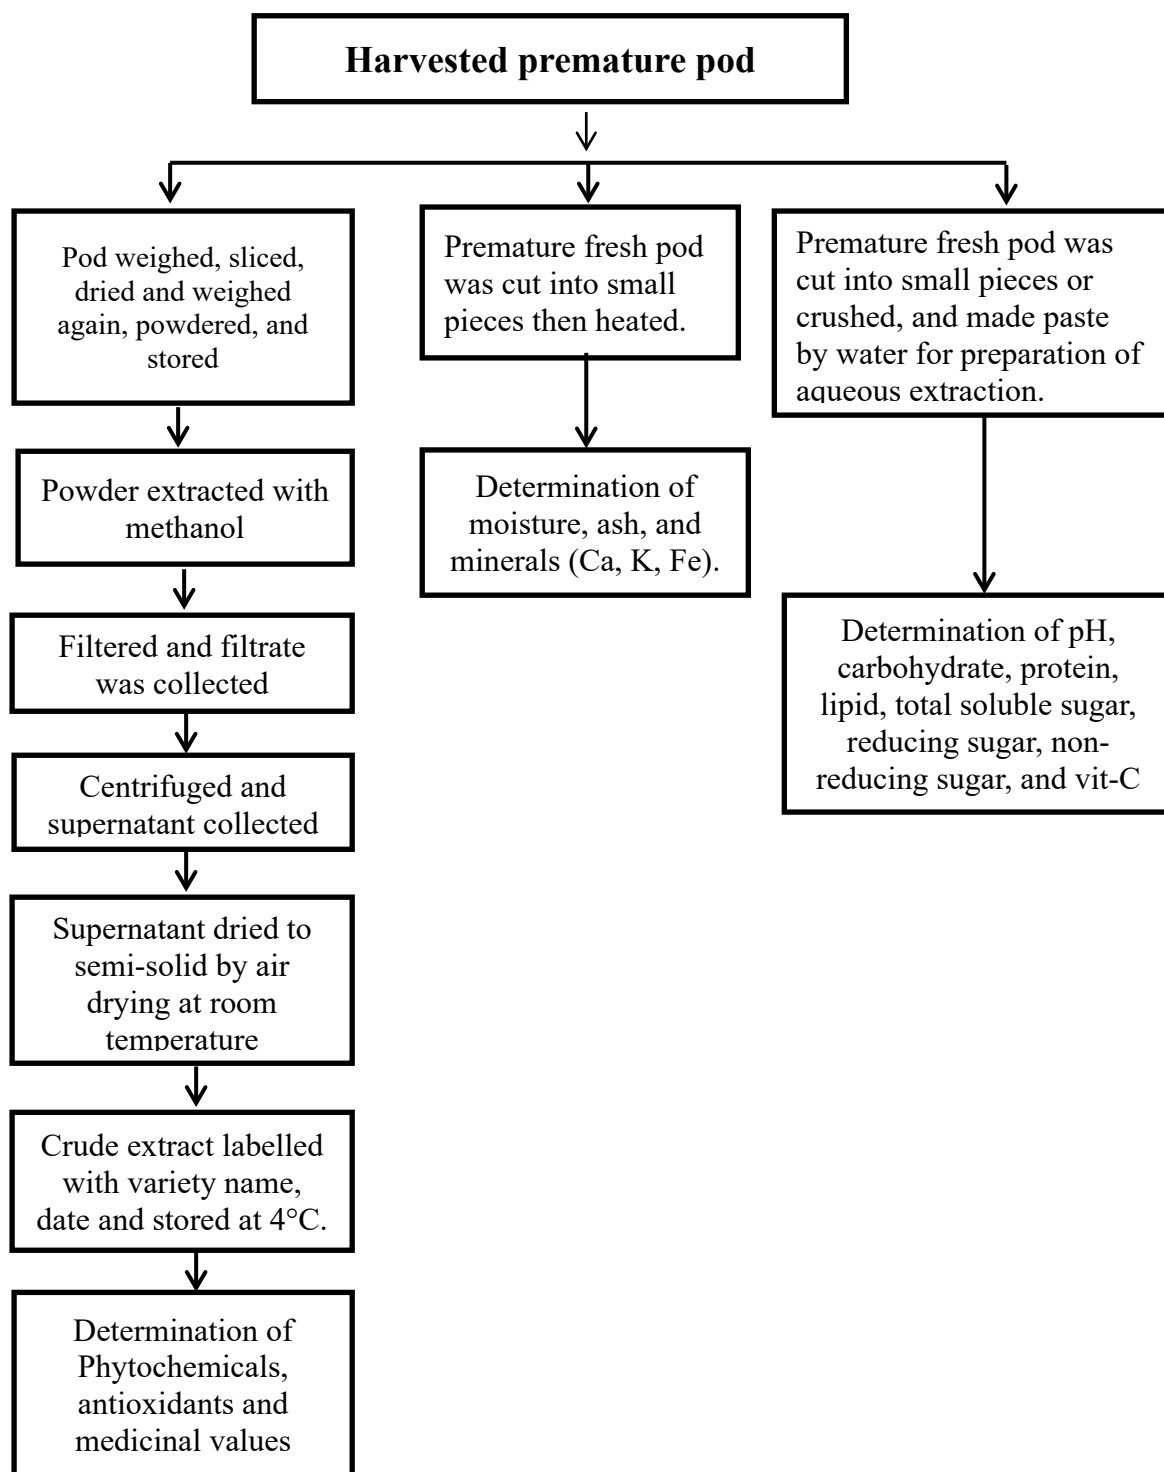 Harvested premature pod
Pod weighed, sliced,
dried and weighed
again, powdered, and
stored
Powder extracted with
methanol
Filtered and filtrate
was collected
Centrifuged and
supernatant collected
Supernatant dried to
semi-solid by air
drying at room
temperature
Crude extract labelled
with variety name,
date and stored at 4°C.
Determination of
Phytochemicals,
antioxidants and
medicinal values
Premature fresh pod
was cut into small
pieces then heated.
Determination of
moisture, ash, and
minerals (Ca, K, Fe).
Premature fresh pod was
cut into small pieces or
crushed, and made paste
by water for preparation of
aqueous extraction.
Determination of pH,
carbohydrate, protein,
lipid, total soluble sugar,
reducing sugar, non-
reducing sugar, and vit-C